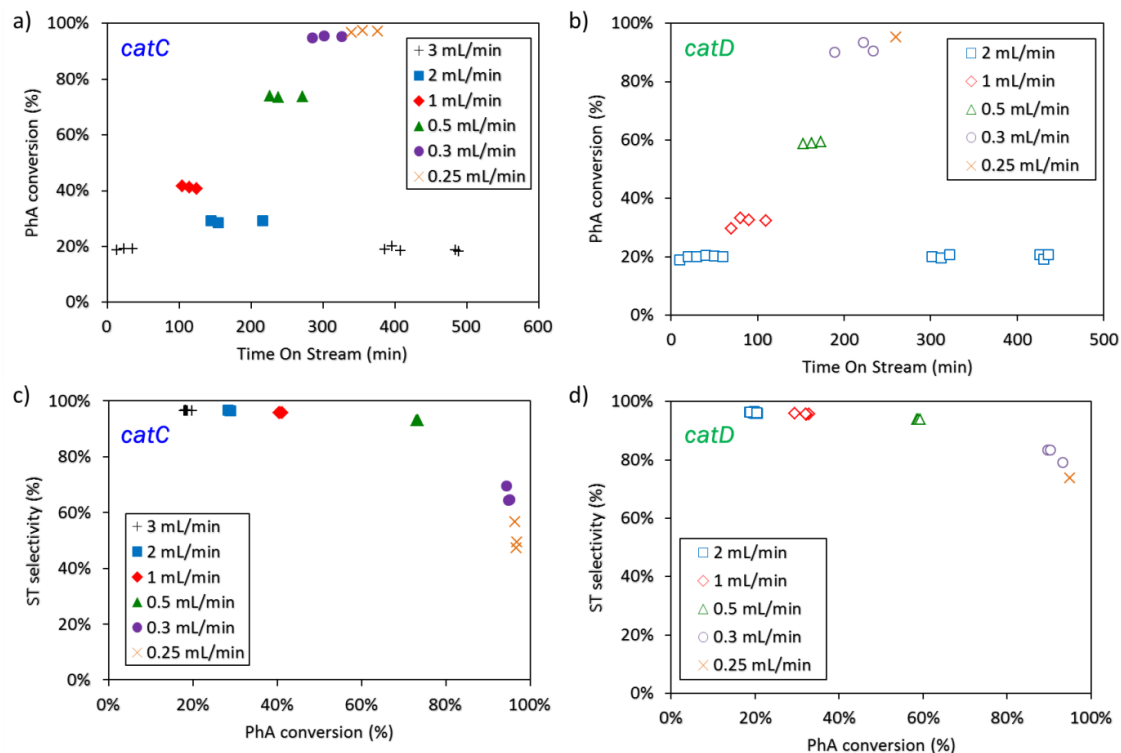 a)
catC
PhA conversion (%)
100%
80%
60%
40%
20%
0%
0
100
200
300
400
500
600
Time On Stream (min)
3 mL/min
2 mL/min
1 mL/min
0.5 mL/min
0.3 mL/min
0.25 mL/min
b)
catD
PhA conversion (%)
100%
80%
60%
40%
20%
0%
0
100
200
300
400
500
Time On Stream (min)
2 mL/min
1 mL/min
0.5 mL/min
0.3 mL/min
0.25 mL/min
c)
catC
ST selectivity (%)
100%
80%
60%
40%
20%
0%
0%
20%
40%
60%
80%
100%
PhA conversion (%)
3 mL/min
2 mL/min
1 mL/min
0.5 mL/min
0.3 mL/min
0.25 mL/min
d)
catD
ST selectivity (%)
100%
80%
60%
40%
20%
0%
0%
20%
40%
60%
80%
100%
PhA conversion (%)
2 mL/min
1 mL/min
0.5 mL/min
0.3 mL/min
0.25 mL/min